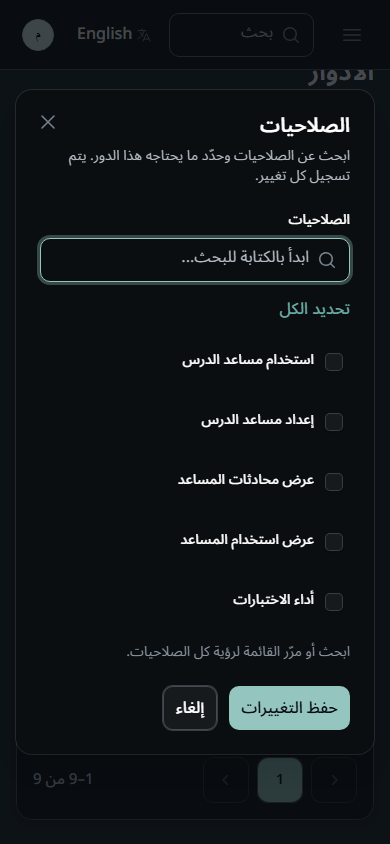 English
بحث
م
الأدوار
الصلاحيات
ابحث عن الصلاحيات وحدّد ما يحتاجه هذا الدور. يتم
تسجيل كل تغيير.
الصلاحيات
ابدأ بالكتابة للبحث...
تحديد الكل
استخدام مساعد الدرس
إعداد مساعد الدرس
عرض محادثات المساعد
عرض استخدام المساعد
أداء الاختبارات
ابحث أو مرّر القائمة لرؤية كل الصلاحيات.
حفظ التغييرات
إلغاء
1
1–9 من 9